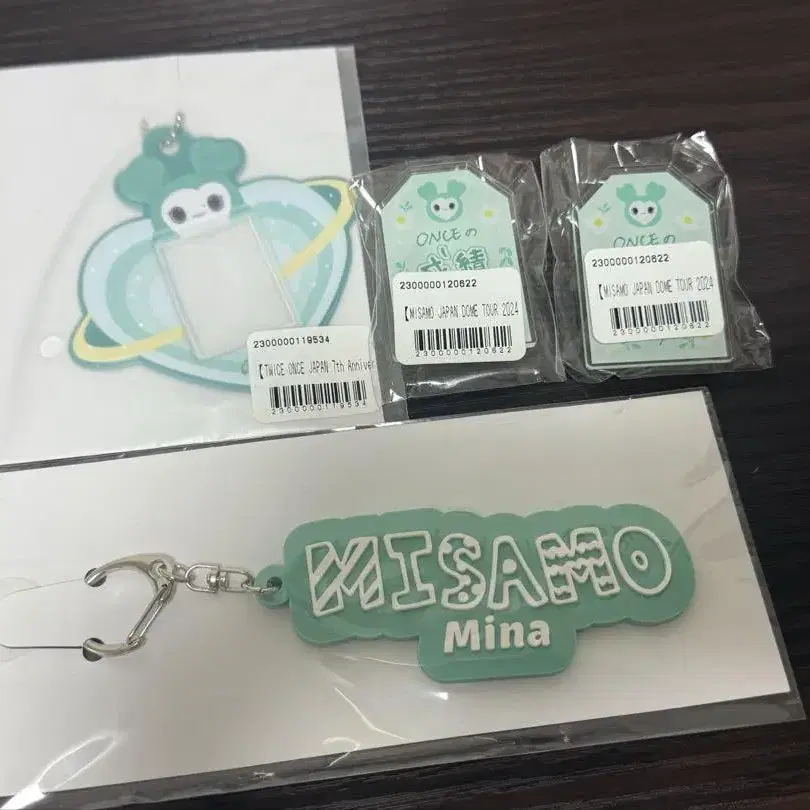 ONCEの
2300000120622
【MISAMO JAPAN DOME TOUR 2024
2300000120622
ONCEの
2300000120622
【MISAMO JAPAN DOME TOUR 2024
2300000120622
2300000119534
【TWICE ONCE JAPAN 7th Anniver
2300000119534
MISAMO
Mina